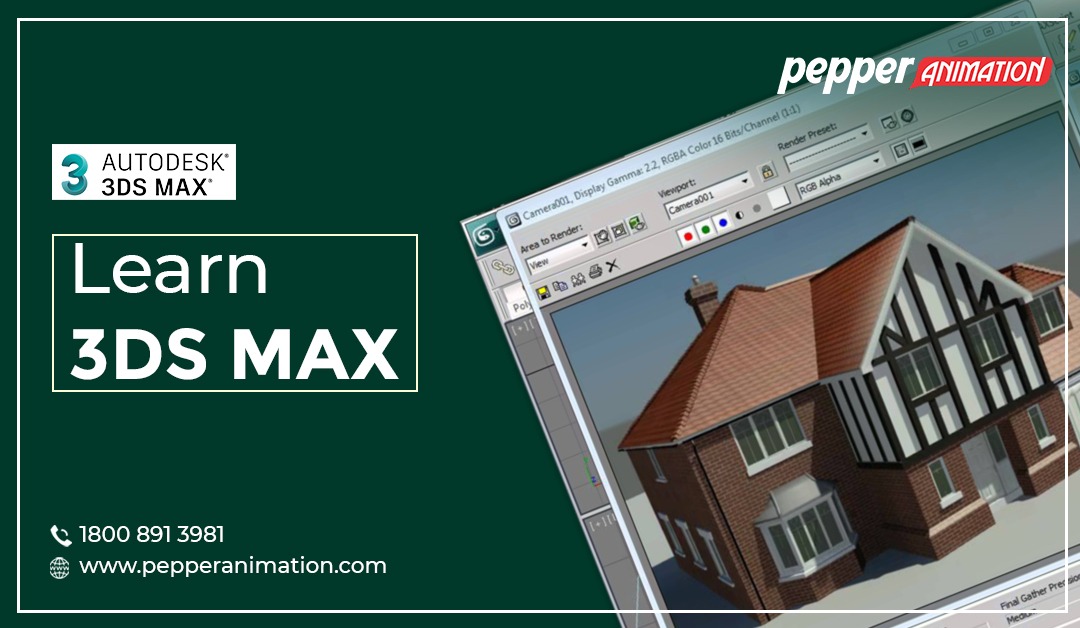 pepper ANIMATION
3 AUTODESK®
3DS MAX®
Learn
3DS MAX
Camera001, Display Gamma: 2.2, RGBA Color 16 Bits/Channel (1:1)
Area to Render:
Viewport:
Render Preset:
View
Camera001
RGB Alpha
Poly
[+]
[+]
Final Gather Precision
1800 891 3981
www.pepperanimation.com